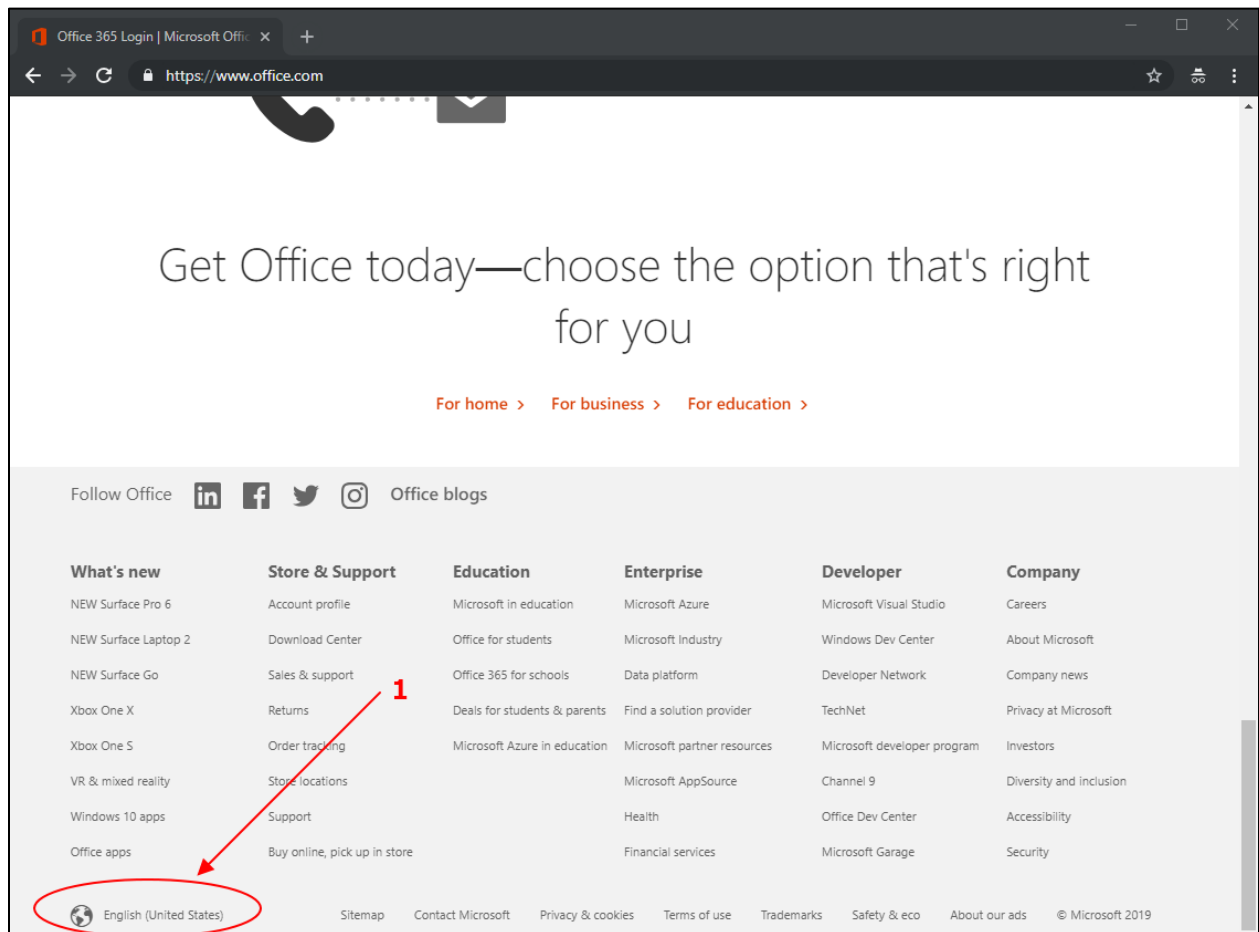 Office 365 Login | Microsoft Offic
https://www.office.com
Get Office today—choose the option that's right
for you
For home >
For business >
For education >
Follow Office
in
f
Office blogs
What's new
NEW Surface Pro 6
NEW Surface Laptop 2
NEW Surface Go
Xbox One X
Xbox One S
VR & mixed reality
Windows 10 apps
Office apps
Store & Support
Account profile
Download Center
Sales & support
Returns
Order tracking
Store locations
Support
Buy online, pick up in store
1
Education
Microsoft in education
Office for students
Office 365 for schools
Deals for students & parents
Microsoft Azure in education
Enterprise
Microsoft Azure
Microsoft Industry
Data platform
Find a solution provider
Microsoft partner resources
Microsoft AppSource
Health
Financial services
Developer
Microsoft Visual Studio
Windows Dev Center
Developer Network
TechNet
Microsoft developer program
Channel 9
Office Dev Center
Microsoft Garage
Company
Careers
About Microsoft
Company news
Privacy at Microsoft
Investors
Diversity and inclusion
Accessibility
Security
English (United States)
Sitemap
Contact Microsoft
Privacy & cookies
Terms of use
Trademarks
Safety & eco
About our ads
© Microsoft 2019